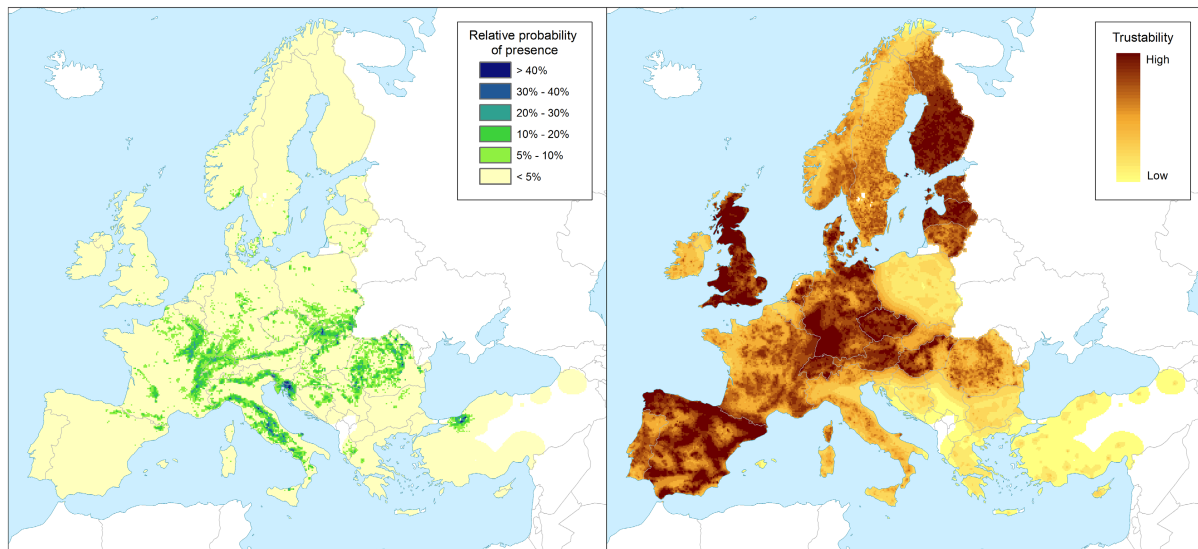 Relative probability
of presence
> 40%
30% - 40%
20% - 30%
10% - 20%
5% - 10%
< 5%
Trustability
High
Low